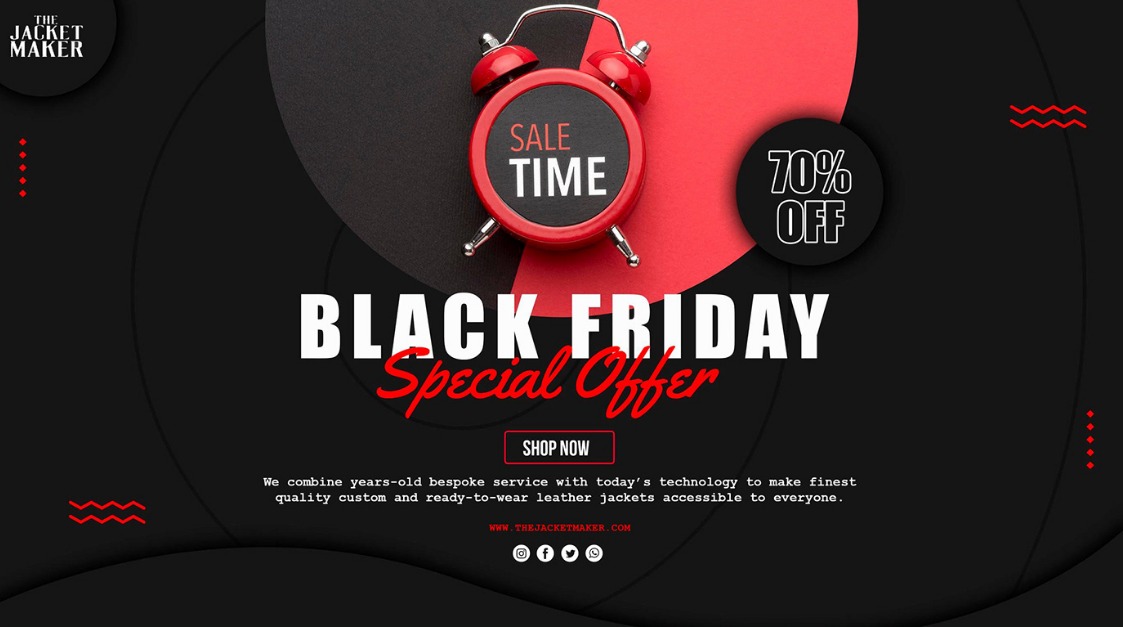 THE
JACKET
MAKER
SALE
TIME
70%
OFF
BLACK FRIDAY
Special Offer
SHOP NOW
We combine years-old bespoke service with today's technology to make finest
quality custom and ready-to-wear leather jackets accessible to everyone.
WWW.THEJACKETMAKER.COM